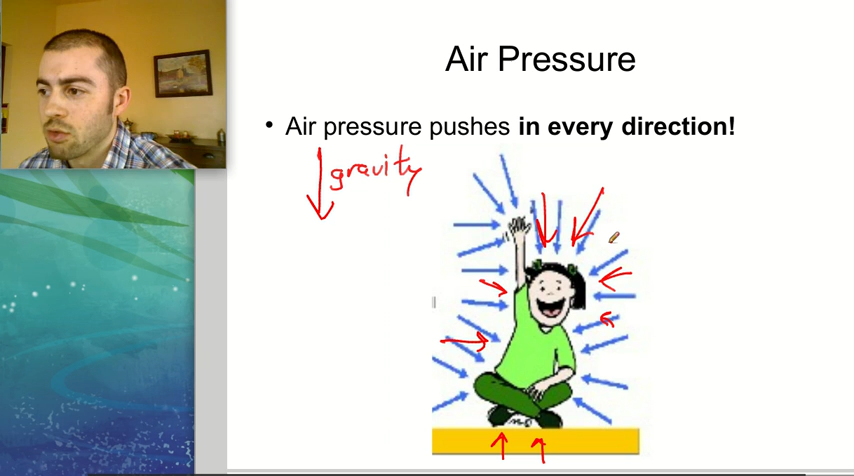 Air Pressure
• Air pressure pushes in every direction!
gravity